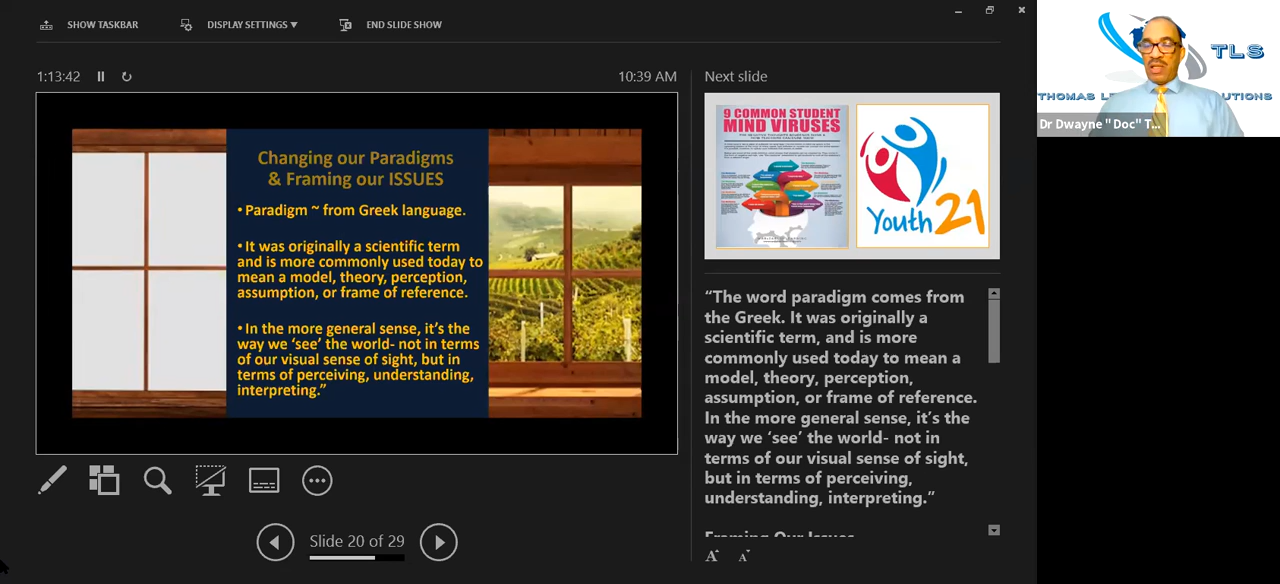 SHOW TASKBAR
DISPLAY SETTINGS ▼
END SLIDE SHOW
1:13:42
10:39 AM
Changing our Paradigms
& Framing our ISSUES
•Paradigm ~ from Greek language.
•It was originally a scientific term
and is more commonly used today to
mean a model, theory, perception,
assumption, or frame of reference.
•In the more general sense, it's the
way we 'see' the world- not in terms
of our visual sense of sight, but in
terms of perceiving, understanding,
interpreting."
Slide 20 of 29
Next slide
9 COMMON STUDENT
MIND VIRUSES
Youth 21
"The word paradigm comes from
the Greek. It was originally a
scientific term, and is more
commonly used today to mean a
model, theory, perception,
assumption, or frame of reference.
In the more general sense, it's the
way we 'see' the world- not in
terms of our visual sense of sight,
but in terms of perceiving,
understanding, interpreting."
Framing Our Issues
A A
TLS
THOMAS
Dr Dwayne "Doc" T...